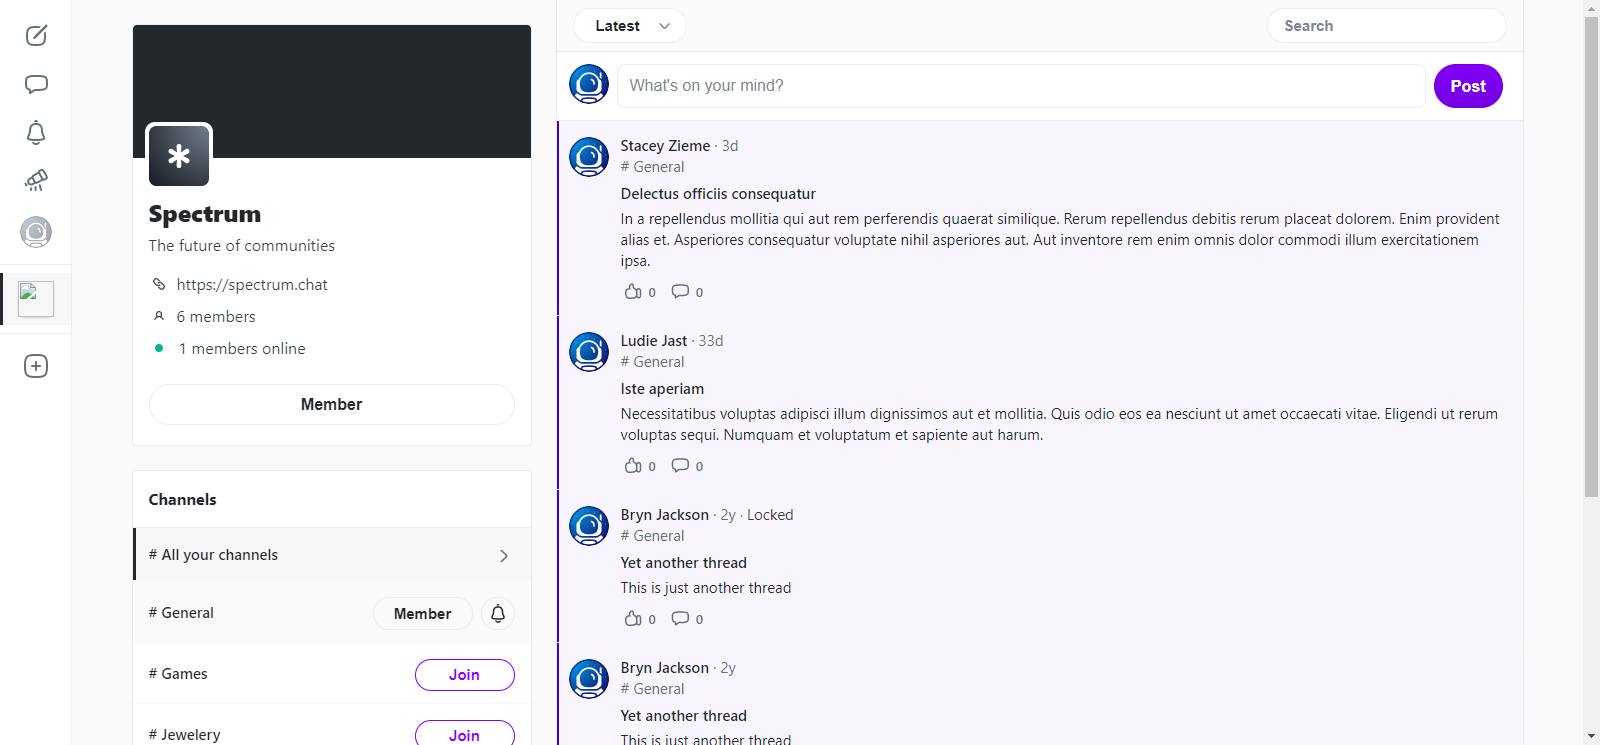 Spectrum
The future of communities
https://spectrum.chat
6 members
1 members online
Member
Channels
# All your channels
# General
Member
# Games
Join
# Jewelery
Join
Latest
Search
What's on your mind?
Post
Stacey Zieme · 3d
# General
Delectus officiis consequatur
In a repellendus mollitia qui aut rem perferendis quaerat similique. Rerum repellendus debitis rerum placeat dolorem. Enim provident
alias et. Asperiores consequatur voluptate nihil asperiores aut. Aut inventore rem enim omnis dolor commodi illum exercitationem
ipsa.
0 0
Ludie Jast · 33d
# General
Iste aperiam
Necessitatibus voluptas adipisci illum dignissimos aut et mollitia. Quis odio eos ea nesciunt ut amet occaecati vitae. Eligendi ut rerum
voluptas sequi. Numquam et voluptatum et sapiente aut harum.
0 0
Bryn Jackson · 2y · Locked
# General
Yet another thread
This is just another thread
0 0
Bryn Jackson · 2y
# General
Yet another thread
This is just another thread